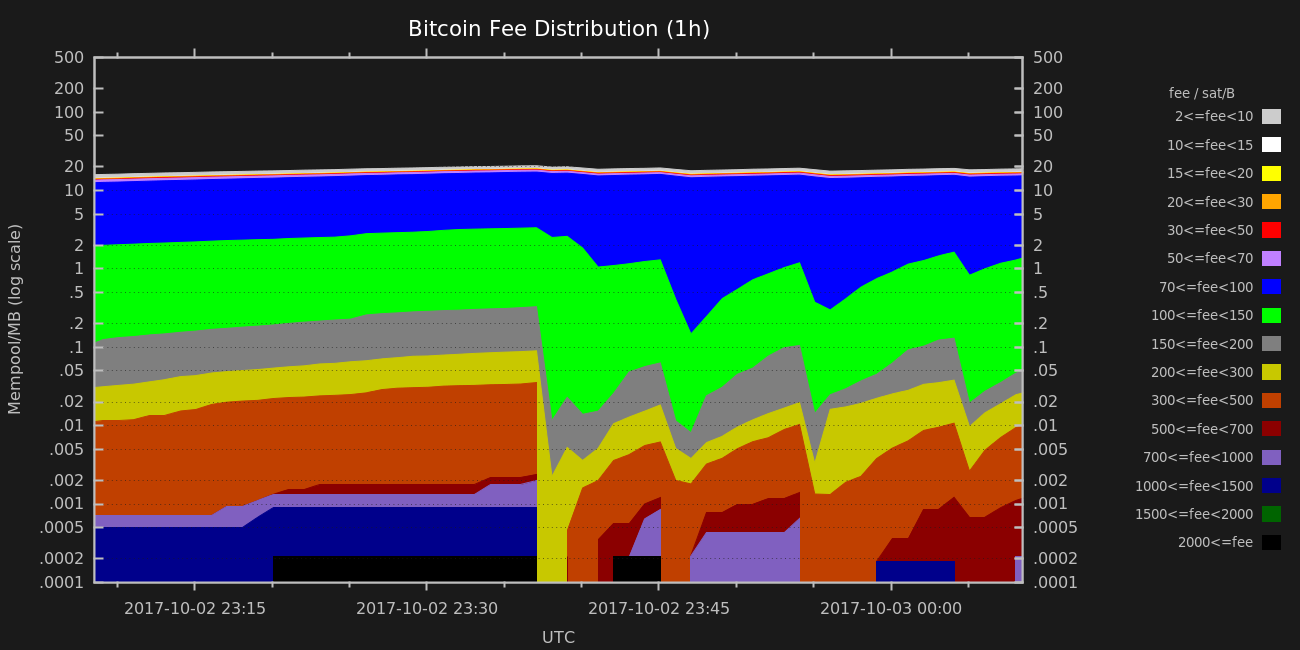 Bitcoin Fee Distribution (1h)
500 500
200 200
100 100
50 50
20 20
10 10
5 5
2 2
1 1
.5 .5
.2 .2
.1 .1
.05 .05
.02 .02
.01 .01
.005 .005
.002 .002
.001 .001
.0005 .0005
.0002 .0002
.0001 .0001
Mempool/MB (log scale)
2017-10-02 23:15 2017-10-02 23:30 2017-10-02 23:45 2017-10-03 00:00
UTC
fee / sat/B
2<=fee<10
10<=fee<15
15<=fee<20
20<=fee<30
30<=fee<50
50<=fee<70
70<=fee<100
100<=fee<150
150<=fee<200
200<=fee<300
300<=fee<500
500<=fee<700
700<=fee<1000
1000<=fee<1500
1500<=fee<2000
2000<=fee